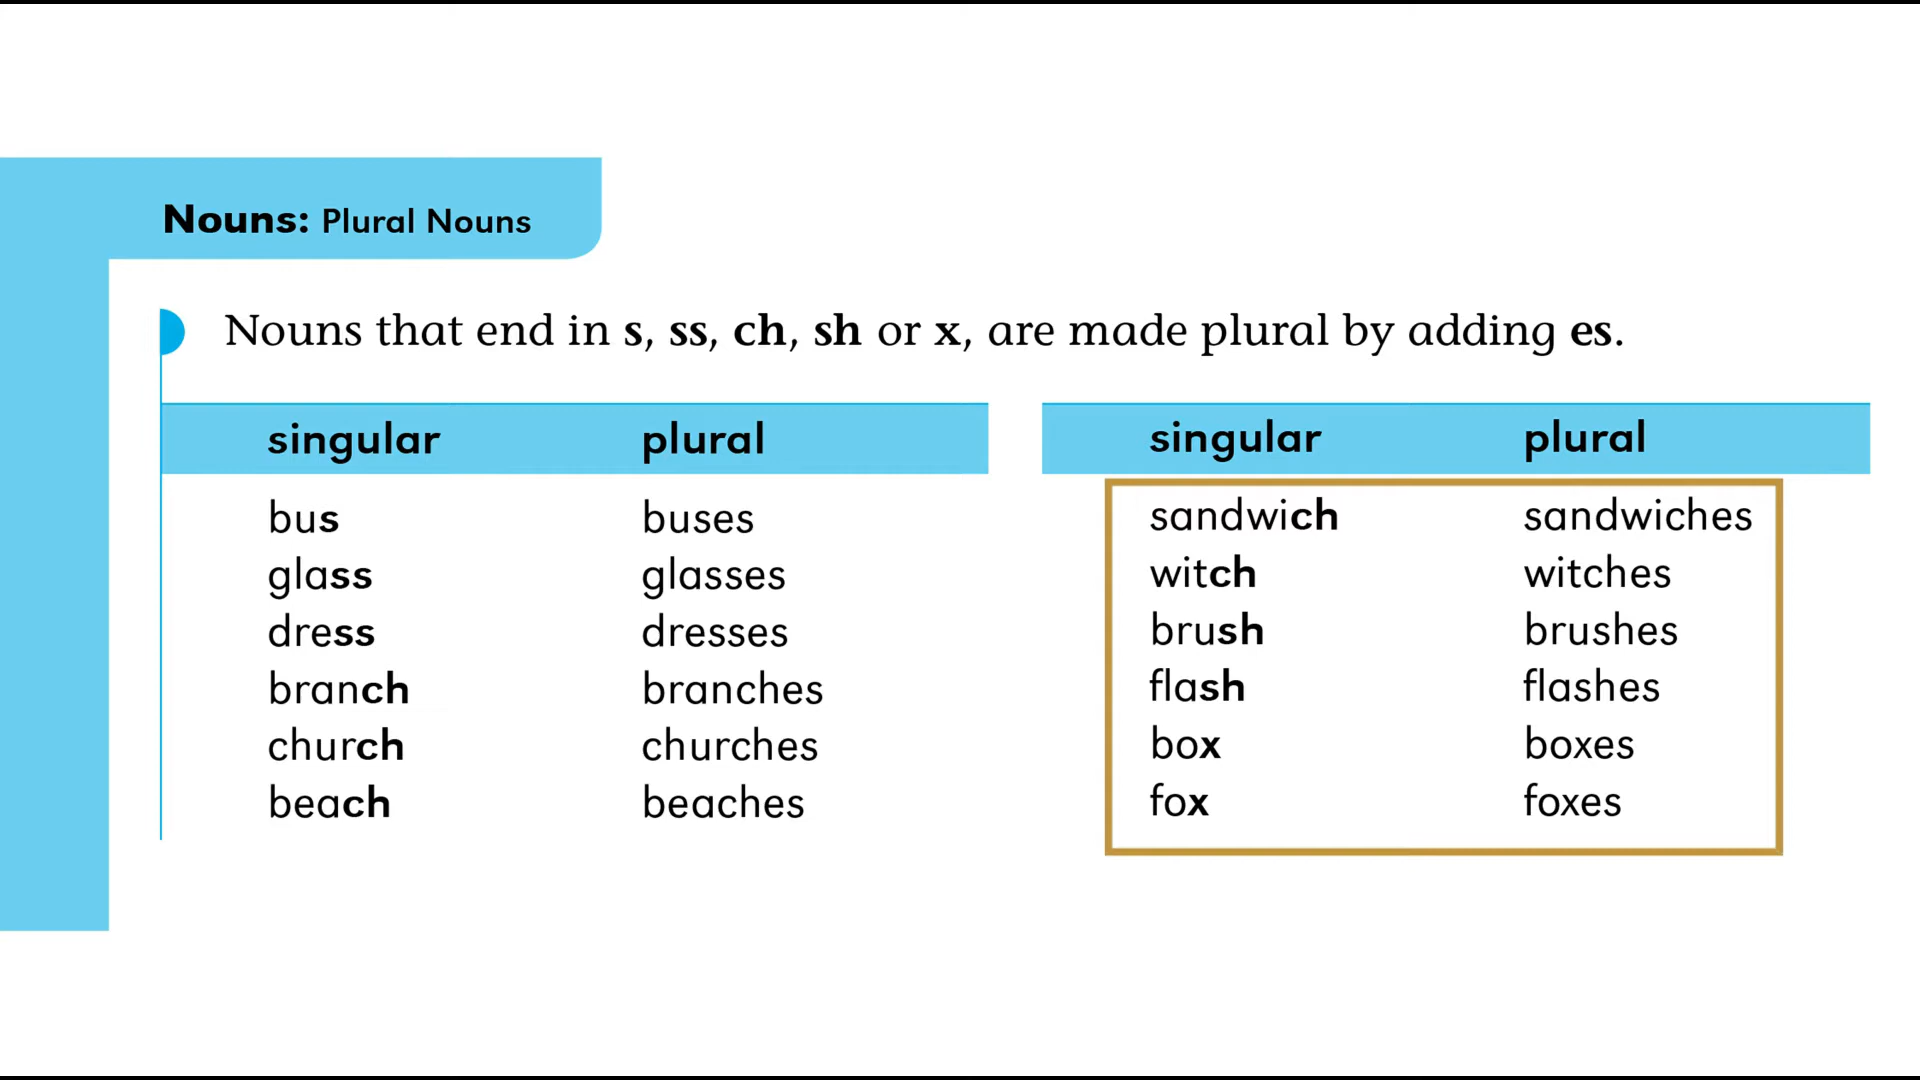 Nouns: Plural Nouns
Nouns that end in s, ss, ch, sh or x, are made plural by adding es.
singular plural
bus buses
glass glasses
dress dresses
branch branches
church churches
beach beaches
singular plural
sandwich sandwiches
witch witches
brush brushes
flash flashes
box boxes
fox foxes